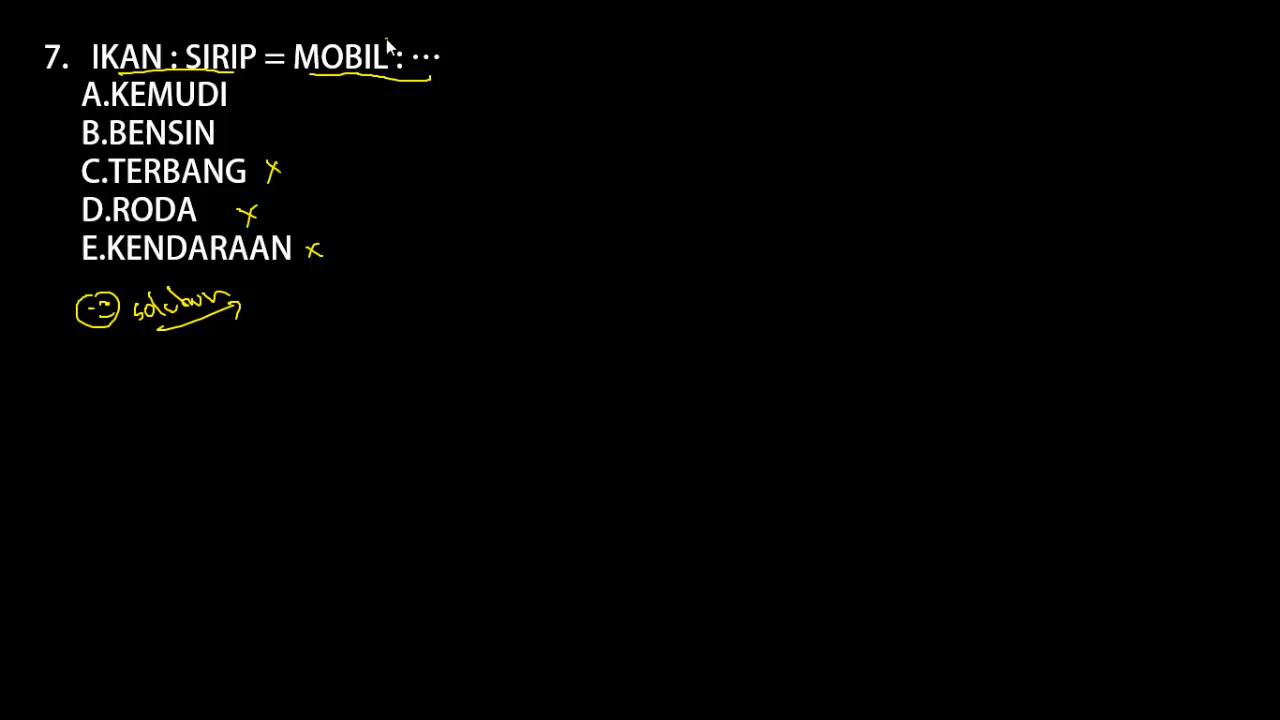 7. IKAN : SIRIP = MOBIL : ...
A.KEMUDI
B.BENSIN
C.TERBANG x
D.RODA x
E.KENDARAAN x